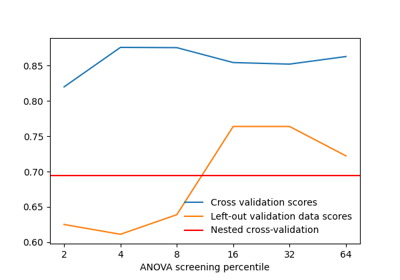 0.85
0.80
0.75
0.70
0.65
0.60
Cross validation scores
Left-out validation data scores
Nested cross-validation
2 4 8 16 32 64
ANOVA screening percentile